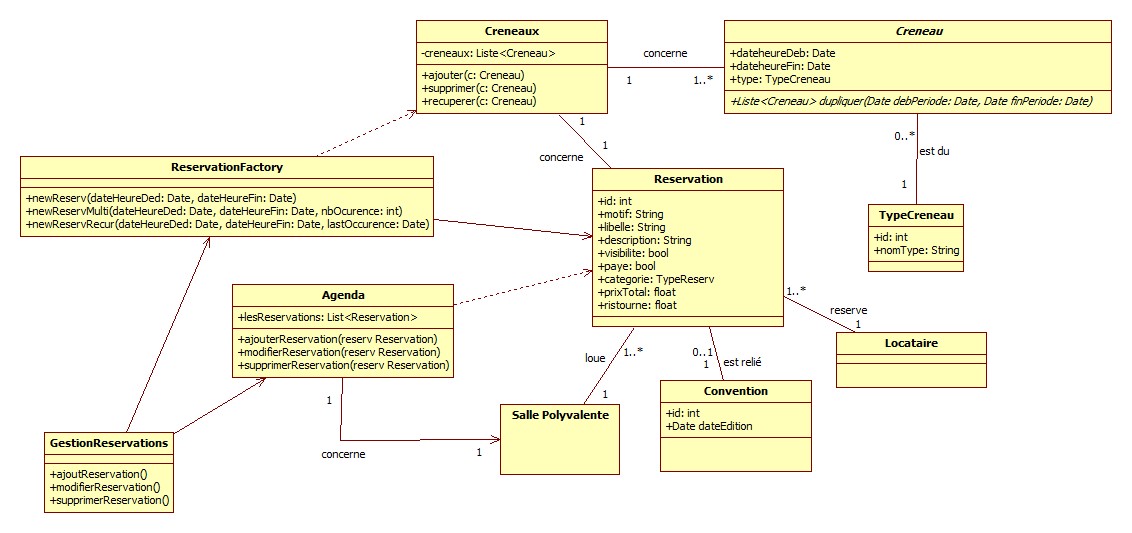 Creneaux
-creneaux: Liste<Creneau>
+ajouter(c: Creneau)
+supprimer(c: Creneau)
+recuperer(c: Creneau)
concerne
1
1..*
Creneau
+dateheureDeb: Date
+dateheureFin: Date
+type: TypeCreneau
+Liste<Creneau> dupliquer(Date debPeriode: Date, Date finPeriode: Date)
0..*
est du
1
TypeCreneau
+id: int
+nomType: String
1
1
concerne
ReservationFactory
+newReserv(dateHeureDed: Date, dateHeureFin: Date)
+newReservMulti(dateHeureDed: Date, dateHeureFin: Date, nbOcurence: int)
+newReservRecur(dateHeureDed: Date, dateHeureFin: Date, lastOccurence: Date)
Reservation
+id: int
+motif: String
+libelle: String
+description: String
+visibilite: bool
+paye: bool
+categorie: TypeReserv
+prixTotal: float
+ristourne: float
1..*
reserve
1
Locataire
Agenda
+lesReservations: List<Reservation>
+ajouterReservation(reserv Reservation)
+modifierReservation(reserv Reservation)
+supprimerReservation(reserv Reservation)
loue
1..*
1
0..1
1
est relié
Convention
+id: int
+Date dateEdition
Salle Polyvalente
1
concerne
1
GestionReservations
+ajoutReservation()
+modifierReservation()
+supprimerReservation()